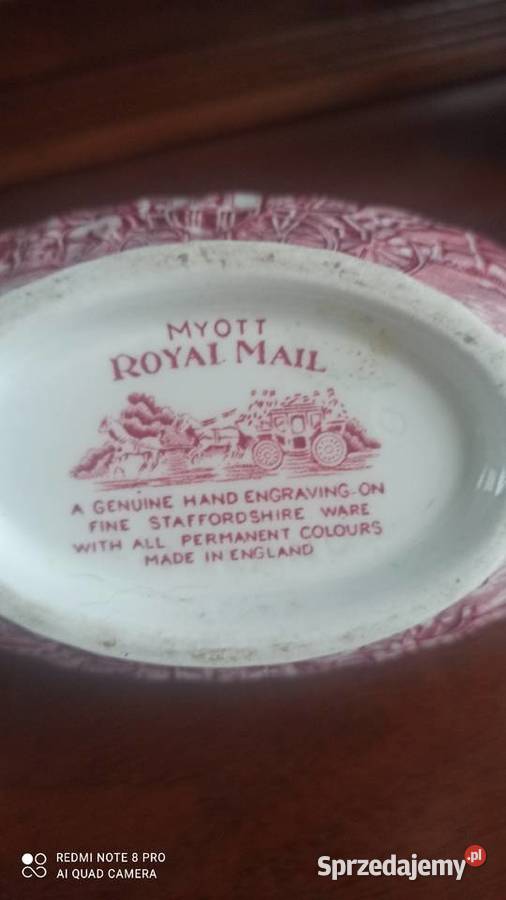 MYOTT
ROYAL MAIL
A GENUINE HAND ENGRAVING ON
FINE STAFFORDSHIRE WARE
WITH ALL PERMANENT COLOURS
MADE IN ENGLAND
REDMI NOTE 8 PRO
AI QUAD CAMERA
Sprzedajemy.pl